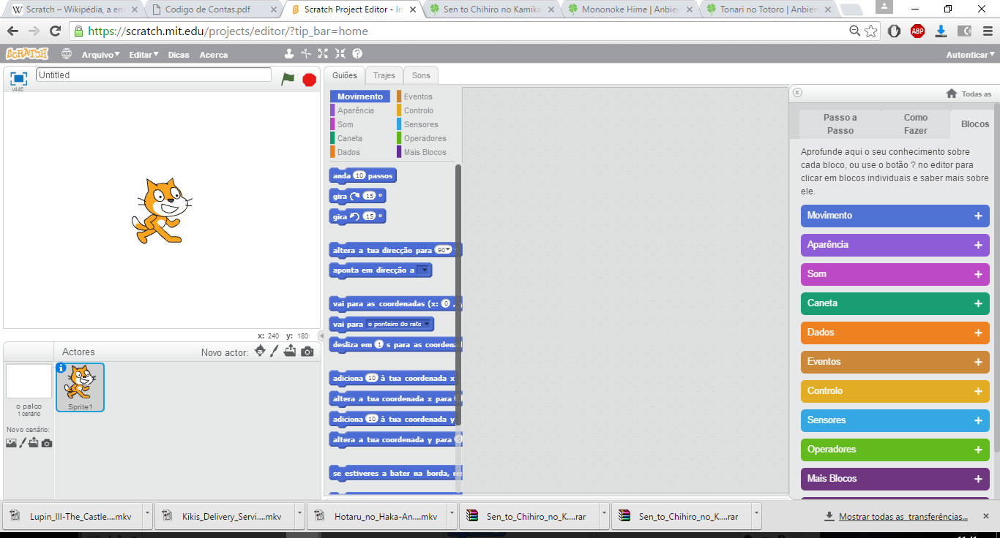 Scratch – Wikipédia, a en
Codigo de Contas.pdf
Scratch Project Editor - Im
Sen to Chihiro no Kamika
Mononoke Hime | Anbien
Tonari no Totoro | Anbien
https://scratch.mit.edu/projects/editor/?tip_bar=home
ABP
SCRATCH
Arquivo
Editar
Dicas
Acerca
Autenticar
v446
Untitled
Guiões
Trajes
Sons
Movimento
Aparência
Som
Caneta
Dados
Eventos
Controlo
Sensores
Operadores
Mais Blocos
anda 10 passos
gira 15 º
gira 15 º
altera a tua direcção para 90
aponta em direcção a
vai para as coordenadas (x: 0 ,
vai para o ponteiro do rato
desliza em 1 s para as coordena
adiciona 10 à tua coordenada x
altera a tua coordenada x para 0
adiciona 10 à tua coordenada y
altera a tua coordenada y para 0
se estiveres a bater na borda, re
x: 240 y: 180
Actores
Novo actor:
Sprite1
o palco
1 cenário
Novo cenário:
Todas as
Passo a
Passo
Como
Fazer
Blocos
Aprofunde aqui o seu conhecimento sobre
cada bloco, ou use o botão ? no editor para
clicar em blocos individuais e saber mais sobre
ele.
Movimento +
Aparência +
Som +
Caneta +
Dados +
Eventos +
Controlo +
Sensores +
Operadores +
Mais Blocos +
Lupin_III-The_Castle....mkv
Kikis_Delivery_Servi....mkv
Hotaru_no_Haka-An....mkv
Sen_to_Chihiro_no_K....rar
Sen_to_Chihiro_no_K....rar
Mostrar todas as transferências...